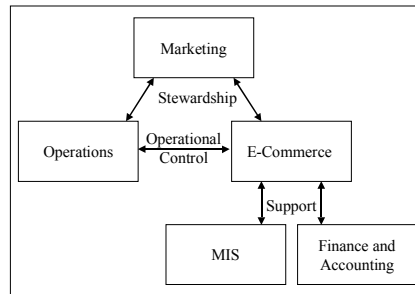 Marketing
Stewardship
Operations
Operational
Control
E-Commerce
Support
MIS
Finance and
Accounting